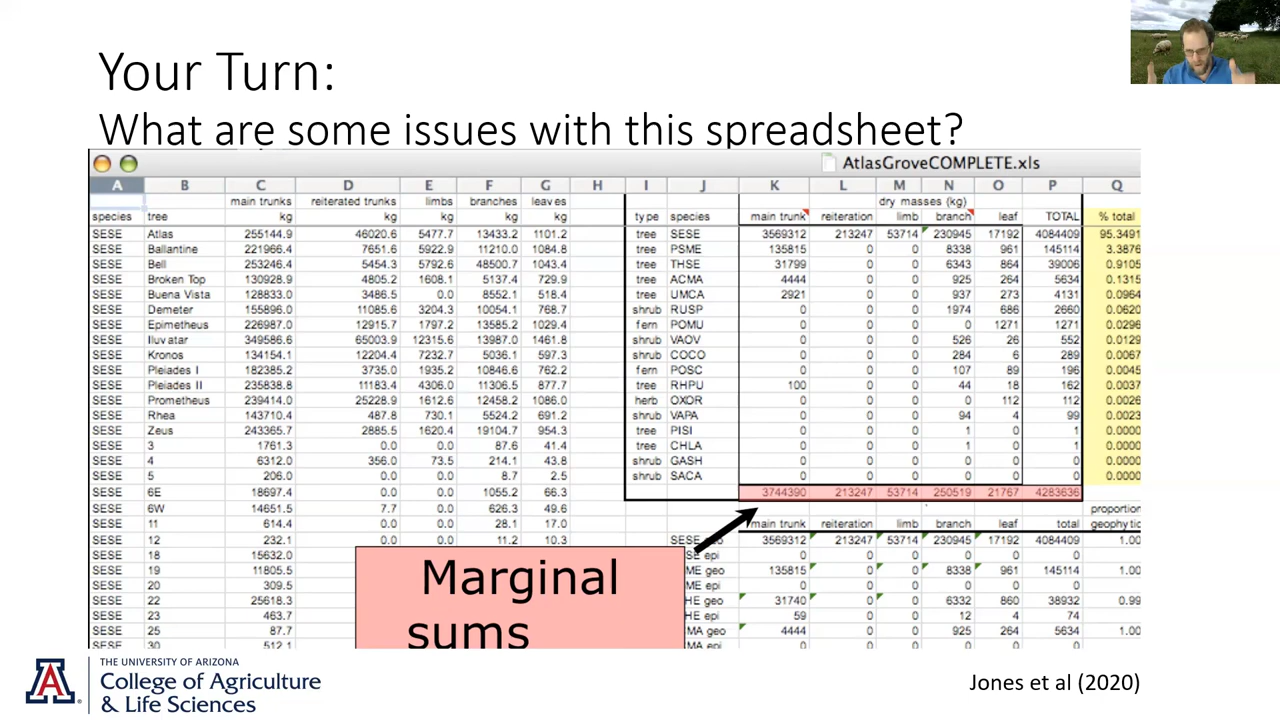 Your Turn:
What are some issues with this spreadsheet?
AtlasGroveCOMPLETE.xls
A B C D E F G H I J K L M N O P Q
main trunks reiterated trunks limbs branches leaves dry masses (kg)
species tree kg kg kg kg kg type species main trunk reiteration limb branch leaf TOTAL % total
SESE Atlas 255144.9 46020.6 5477.7 13433.2 1101.2 tree SESE 3569312 213247 53714 230945 17192 4084409 95.3491
SESE Ballantine 221966.4 7651.6 5922.9 11210.0 1084.8 tree PSME 135815 0 0 8338 961 145114 3.3876
SESE Bell 253246.4 5454.3 5792.6 48500.7 1043.4 tree THSE 31799 0 0 6343 864 39006 0.9105
SESE Broken Top 130928.9 4805.2 1608.1 5137.4 729.9 tree ACMA 4444 0 0 925 264 5634 0.1315
SESE Buena Vista 128833.0 3486.5 0.0 8552.1 518.4 tree UMCA 2921 0 0 937 273 4131 0.0964
SESE Demeter 155896.0 11085.6 3204.3 10054.1 768.7 shrub RUSP 0 0 0 1974 686 2660 0.0620
SESE Epimetheus 226987.0 12915.7 1797.2 13585.2 1029.4 fern POMU 0 0 0 0 1271 1271 0.0296
SESE Iluvatar 349586.6 65003.9 12315.6 13987.0 1461.8 shrub VAOV 0 0 0 526 26 552 0.0129
SESE Kronos 134154.1 12204.4 7232.7 5036.1 597.3 shrub COCO 0 0 0 284 6 289 0.0067
SESE Pleiades I 182385.2 3735.0 1935.2 10846.6 762.2 fern POSC 0 0 0 107 89 196 0.0045
SESE Pleiades II 235838.8 11183.4 4306.0 11306.5 877.7 tree RHPU 100 0 0 44 18 162 0.0037
SESE Prometheus 239414.0 25228.9 1612.6 12458.2 1086.0 herb OXOR 0 0 0 0 112 112 0.0026
SESE Rhea 143710.4 487.8 730.1 5524.2 691.2 shrub VAPA 0 0 0 94 4 99 0.0023
SESE Zeus 243365.7 2885.5 1620.4 19104.7 954.3 tree PISI 0 0 0 1 0 1 0.0000
SESE 3 1761.3 0.0 0.0 87.6 41.4 tree CHLA 0 0 0 1 0 1 0.0000
SESE 4 6312.0 356.0 73.5 214.1 43.8 shrub GASH 0 0 0 0 0 0 0.0000
SESE 5 206.0 0.0 0.0 8.7 2.5 shrub SACA 0 0 0 0 0 0 0.0000
SESE 6E 18697.4 0.0 0.0 1055.2 66.3 3744390 213247 53714 250519 21767 4283636
SESE 6W 14651.5 7.7 0.0 626.3 49.6 proportion
SESE 11 614.4 0.0 0.0 28.1 17.0 main trunk reiteration limb branch leaf total geophytic
SESE 12 232.1 0.0 0.0 11.2 10.3 SESE 3569312 213247 53714 230945 17192 4084409 1.00
SESE 18 15632.0 SE epi 0 0 0 0 0 0
SESE 19 11805.5 ME geo 135815 0 0 8338 961 145114 1.00
SESE 20 309.5 ME epi 0 0 0 0 0 0
SESE 22 25618.3 HE geo 31740 0 0 6332 860 38932 0.99
SESE 23 463.7 HE epi 59 0 0 12 4 74
SESE 25 87.7 MA geo 4444 0 0 925 264 5634 1.00
SESE 30 512.1 MA epi 0 0 0 0 0 0
Marginal
sums
THE UNIVERSITY OF ARIZONA
College of Agriculture
& Life Sciences
Jones et al (2020)